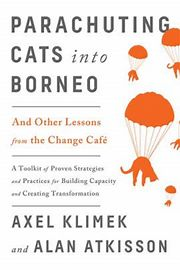 PARACHUTING
CATS into
BORNEO
And Other Lessons
from the Change Café
A Toolkit of Proven Strategies
and Practices for Building Capacity
and Creating Transformation
AXEL KLIMEK
and ALAN ATKISSON